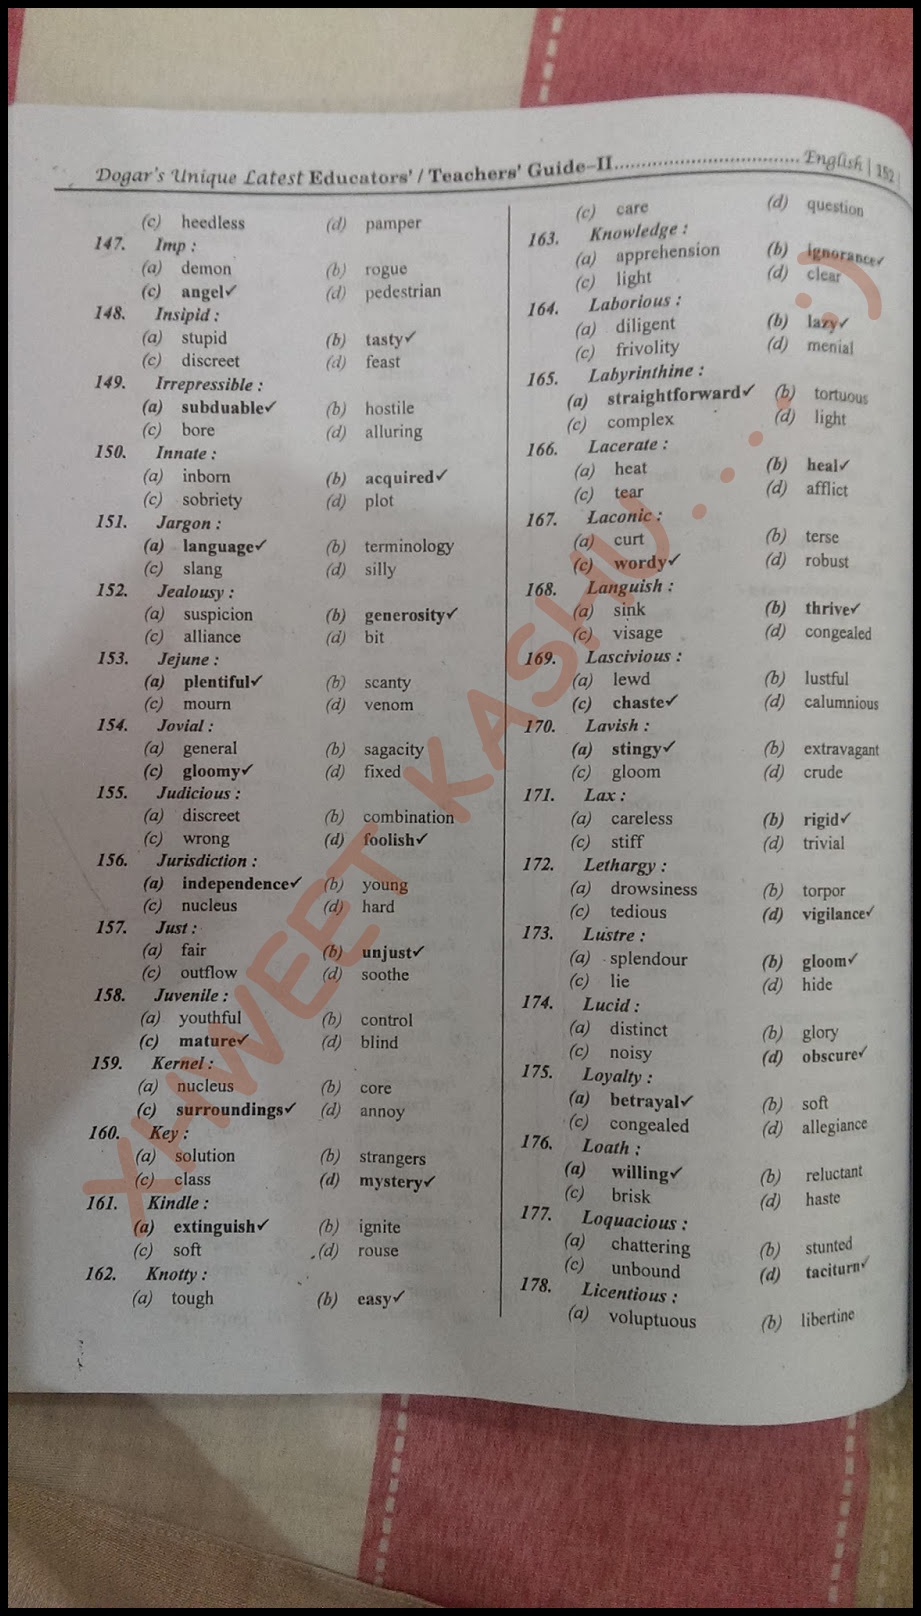 Dogar's Unique Latest Educators' / Teachers' Guide–II.................................. English | 152 |
(c) heedless (d) pamper
147. Imp :
(a) demon (b) rogue
(c) angel✓ (d) pedestrian
148. Insipid :
(a) stupid (b) tasty✓
(c) discreet (d) feast
149. Irrepressible :
(a) subduable✓ (b) hostile
(c) bore (d) alluring
150. Innate :
(a) inborn (b) acquired✓
(c) sobriety (d) plot
151. Jargon :
(a) language✓ (b) terminology
(c) slang (d) silly
152. Jealousy :
(a) suspicion (b) generosity✓
(c) alliance (d) bit
153. Jejune :
(a) plentiful✓ (b) scanty
(c) mourn (d) venom
154. Jovial :
(a) general (b) sagacity
(c) gloomy✓ (d) fixed
155. Judicious :
(a) discreet (b) combination
(c) wrong (d) foolish✓
156. Jurisdiction :
(a) independence✓ (b) young
(c) nucleus (d) hard
157. Just :
(a) fair (b) unjust✓
(c) outflow (d) soothe
158. Juvenile :
(a) youthful (b) control
(c) mature✓ (d) blind
159. Kernel :
(a) nucleus (b) core
(c) surroundings✓ (d) annoy
160. Key :
(a) solution (b) strangers
(c) class (d) mystery✓
161. Kindle :
(a) extinguish✓ (b) ignite
(c) soft (d) rouse
162. Knotty :
(a) tough (b) easy✓
(c) care (d) question
163. Knowledge :
(a) apprehension (b) ignorance✓
(c) light (d) clear
164. Laborious :
(a) diligent (b) lazy✓
(c) frivolity (d) menial
165. Labyrinthine :
(a) straightforward✓ (b) tortuous
(c) complex (d) light
166. Lacerate :
(a) heat (b) heal✓
(c) tear (d) afflict
167. Laconic :
(a) curt (b) terse
(c) wordy✓ (d) robust
168. Languish :
(a) sink (b) thrive✓
(c) visage (d) congealed
169. Lascivious :
(a) lewd (b) lustful
(c) chaste✓ (d) calumnious
170. Lavish :
(a) stingy✓ (b) extravagant
(c) gloom (d) crude
171. Lax :
(a) careless (b) rigid✓
(c) stiff (d) trivial
172. Lethargy :
(a) drowsiness (b) torpor
(c) tedious (d) vigilance✓
173. Lustre :
(a) splendour (b) gloom✓
(c) lie (d) hide
174. Lucid :
(a) distinct (b) glory
(c) noisy (d) obscure✓
175. Loyalty :
(a) betrayal✓ (b) soft
(c) congealed (d) allegiance
176. Loath :
(a) willing✓ (b) reluctant
(c) brisk (d) haste
177. Loquacious :
(a) chattering (b) stunted
(c) unbound (d) taciturn✓
178. Licentious :
(a) voluptuous (b) libertine
XHWEET KASHU.... :)